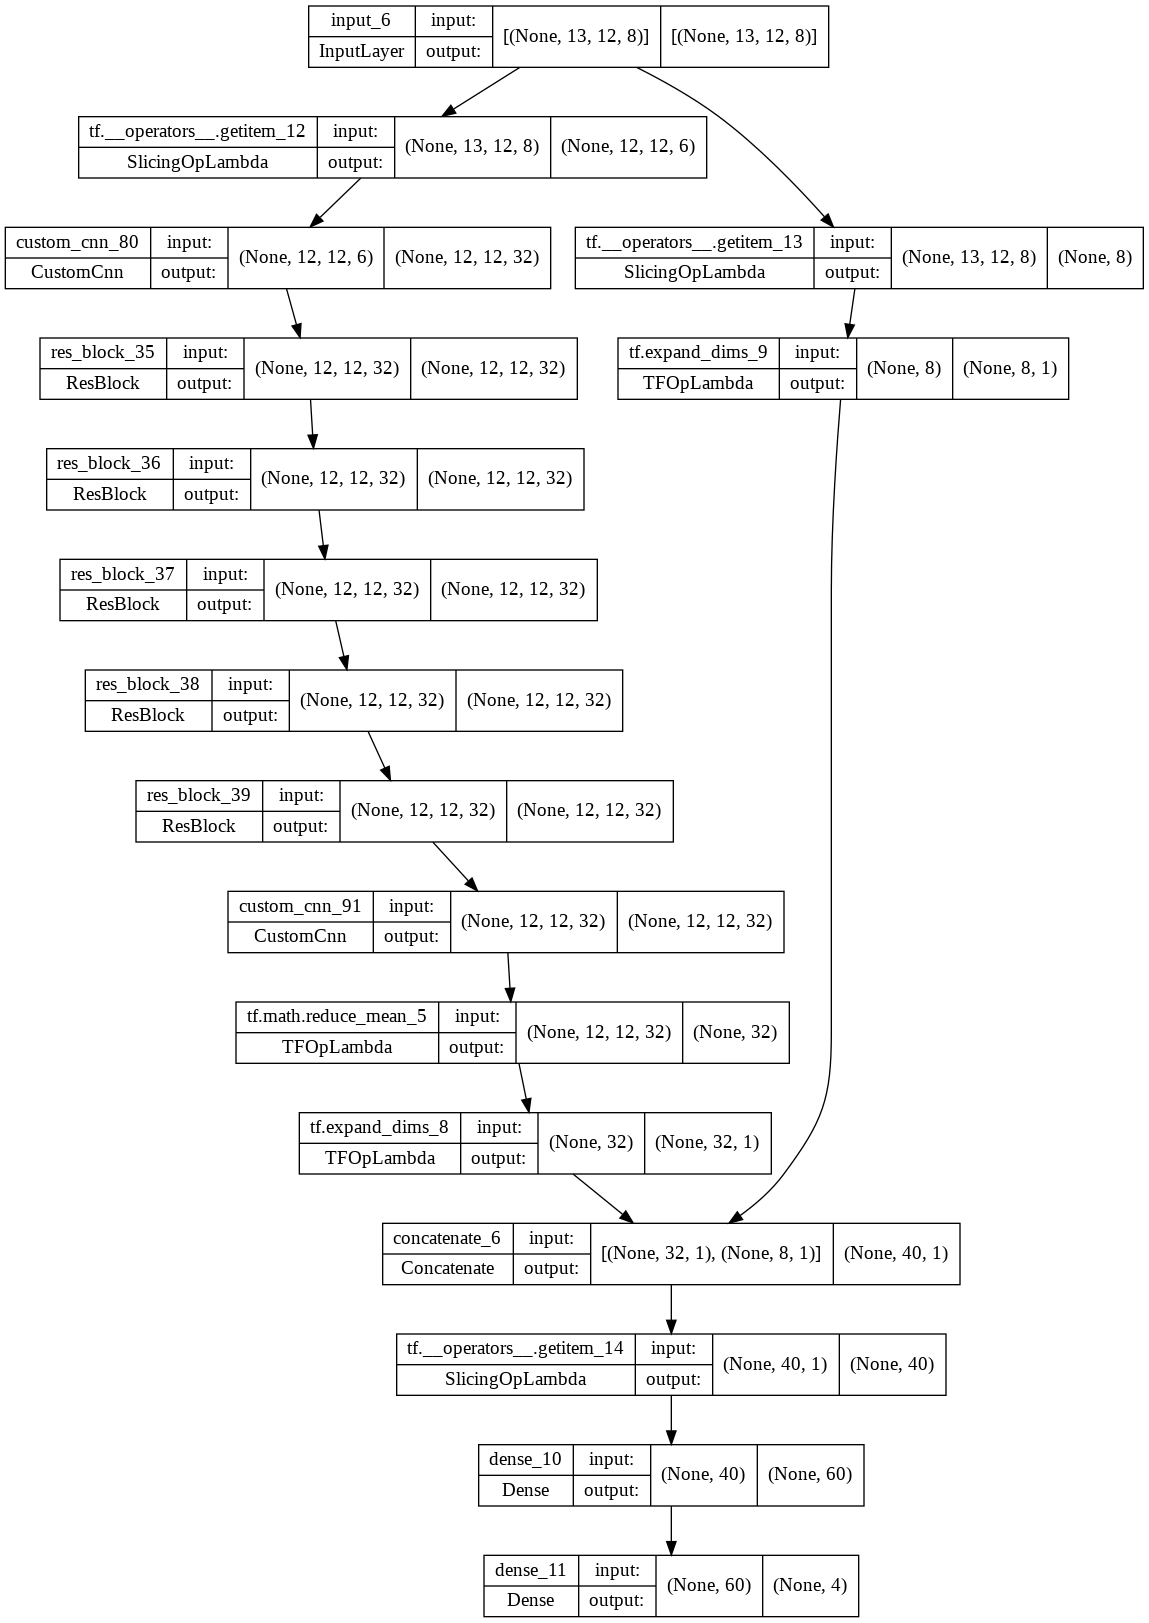 input_6
InputLayer
input:
output:
[(None, 13, 12, 8)]
[(None, 13, 12, 8)]
tf.__operators__.getitem_12
SlicingOpLambda
input:
output:
(None, 13, 12, 8)
(None, 12, 12, 6)
custom_cnn_80
CustomCnn
input:
output:
(None, 12, 12, 6)
(None, 12, 12, 32)
tf.__operators__.getitem_13
SlicingOpLambda
input:
output:
(None, 13, 12, 8)
(None, 8)
res_block_35
ResBlock
input:
output:
(None, 12, 12, 32)
(None, 12, 12, 32)
tf.expand_dims_9
TFOpLambda
input:
output:
(None, 8)
(None, 8, 1)
res_block_36
ResBlock
input:
output:
(None, 12, 12, 32)
(None, 12, 12, 32)
res_block_37
ResBlock
input:
output:
(None, 12, 12, 32)
(None, 12, 12, 32)
res_block_38
ResBlock
input:
output:
(None, 12, 12, 32)
(None, 12, 12, 32)
res_block_39
ResBlock
input:
output:
(None, 12, 12, 32)
(None, 12, 12, 32)
custom_cnn_91
CustomCnn
input:
output:
(None, 12, 12, 32)
(None, 12, 12, 32)
tf.math.reduce_mean_5
TFOpLambda
input:
output:
(None, 12, 12, 32)
(None, 32)
tf.expand_dims_8
TFOpLambda
input:
output:
(None, 32)
(None, 32, 1)
concatenate_6
Concatenate
input:
output:
[(None, 32, 1), (None, 8, 1)]
(None, 40, 1)
tf.__operators__.getitem_14
SlicingOpLambda
input:
output:
(None, 40, 1)
(None, 40)
dense_10
Dense
input:
output:
(None, 40)
(None, 60)
dense_11
Dense
input:
output:
(None, 60)
(None, 4)